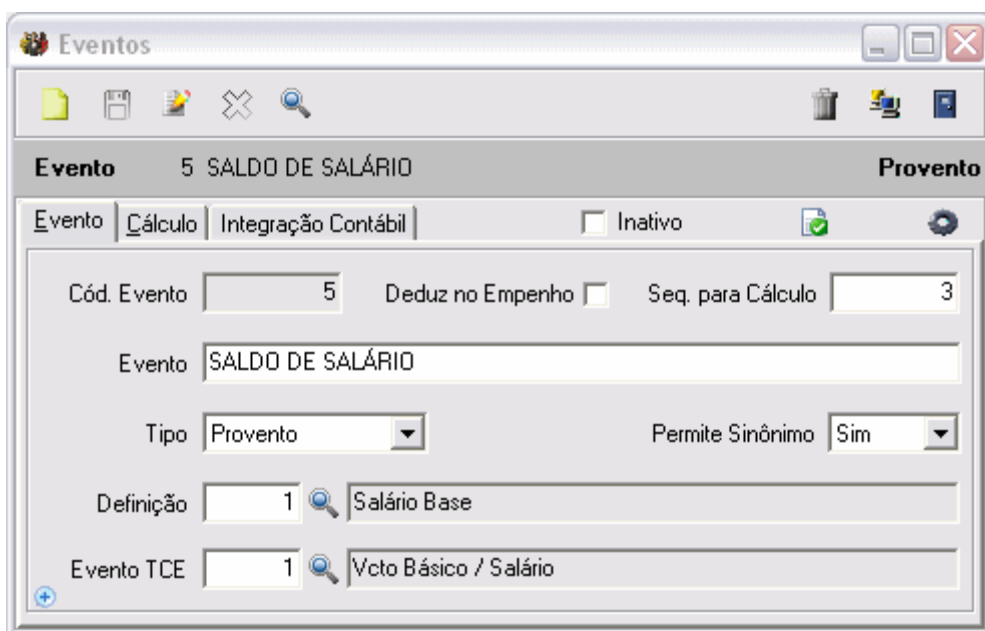 Eventos
Evento 5 SALDO DE SALÁRIO Provento
Evento Cálculo Integração Contábil Inativo
Cód. Evento 5 Deduz no Empenho Seq. para Cálculo 3
Evento SALDO DE SALÁRIO
Tipo Provento Permite Sinônimo Sim
Definição 1 Salário Base
Evento TCE 1 Vcto Básico / Salário